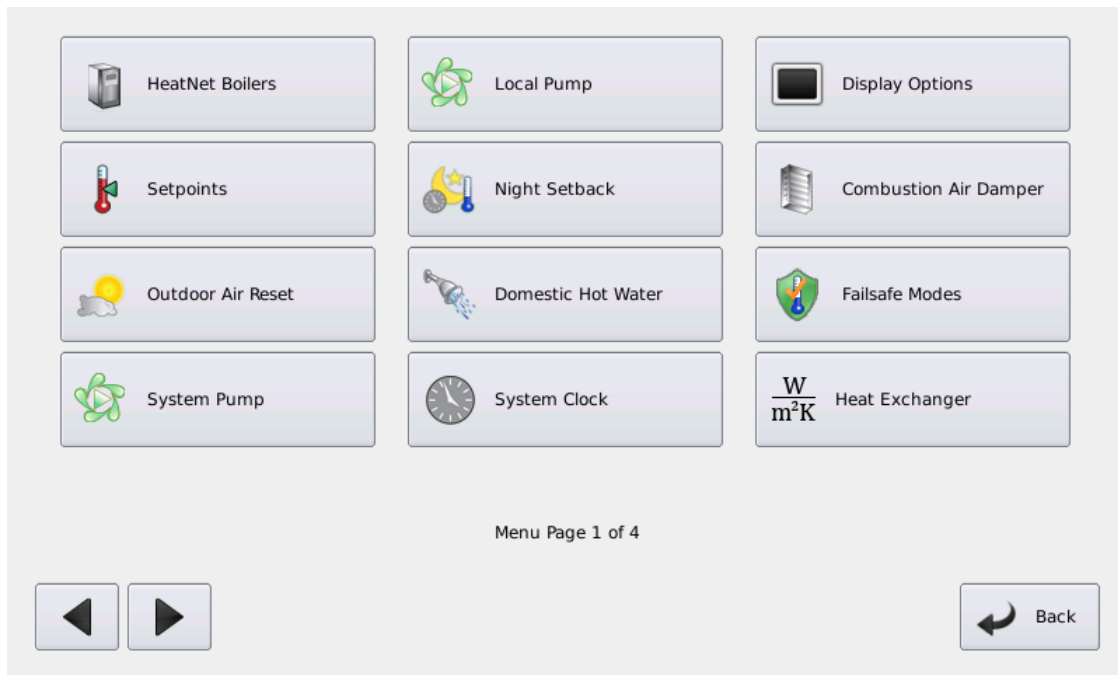 HeatNet Boilers
Local Pump
Display Options
Setpoints
Night Setback
Combustion Air Damper
Outdoor Air Reset
Domestic Hot Water
Failsafe Modes
System Pump
System Clock
W
m²K
Heat Exchanger
Menu Page 1 of 4
Back